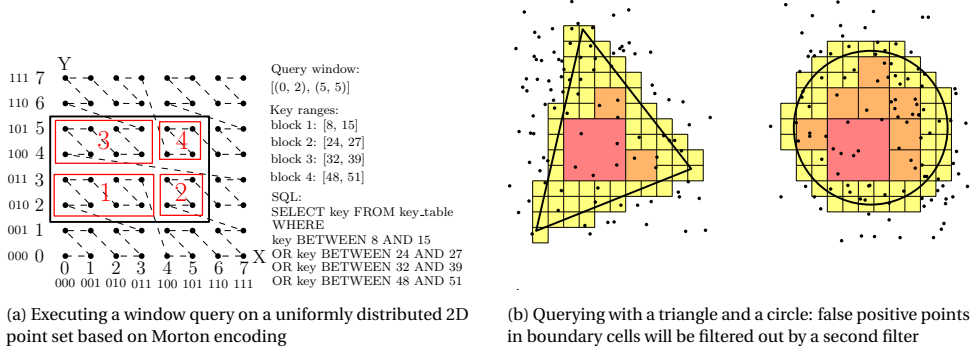 Y
111 7
110 6
101 5
100 4
011 3
010 2
001 1
000 0
3
4
1
2
0 1 2 3 4 5 6 7 X
000 001 010 011 100 101 110 111
Query window:
[(0, 2), (5, 5)]
Key ranges:
block 1: [8, 15]
block 2: [24, 27]
block 3: [32, 39]
block 4: [48, 51]
SQL:
SELECT key FROM key_table
WHERE
key BETWEEN 8 AND 15
OR key BETWEEN 24 AND 27
OR key BETWEEN 32 AND 39
OR key BETWEEN 48 AND 51
(a) Executing a window query on a uniformly distributed 2D
point set based on Morton encoding
(b) Querying with a triangle and a circle: false positive points
in boundary cells will be filtered out by a second filter